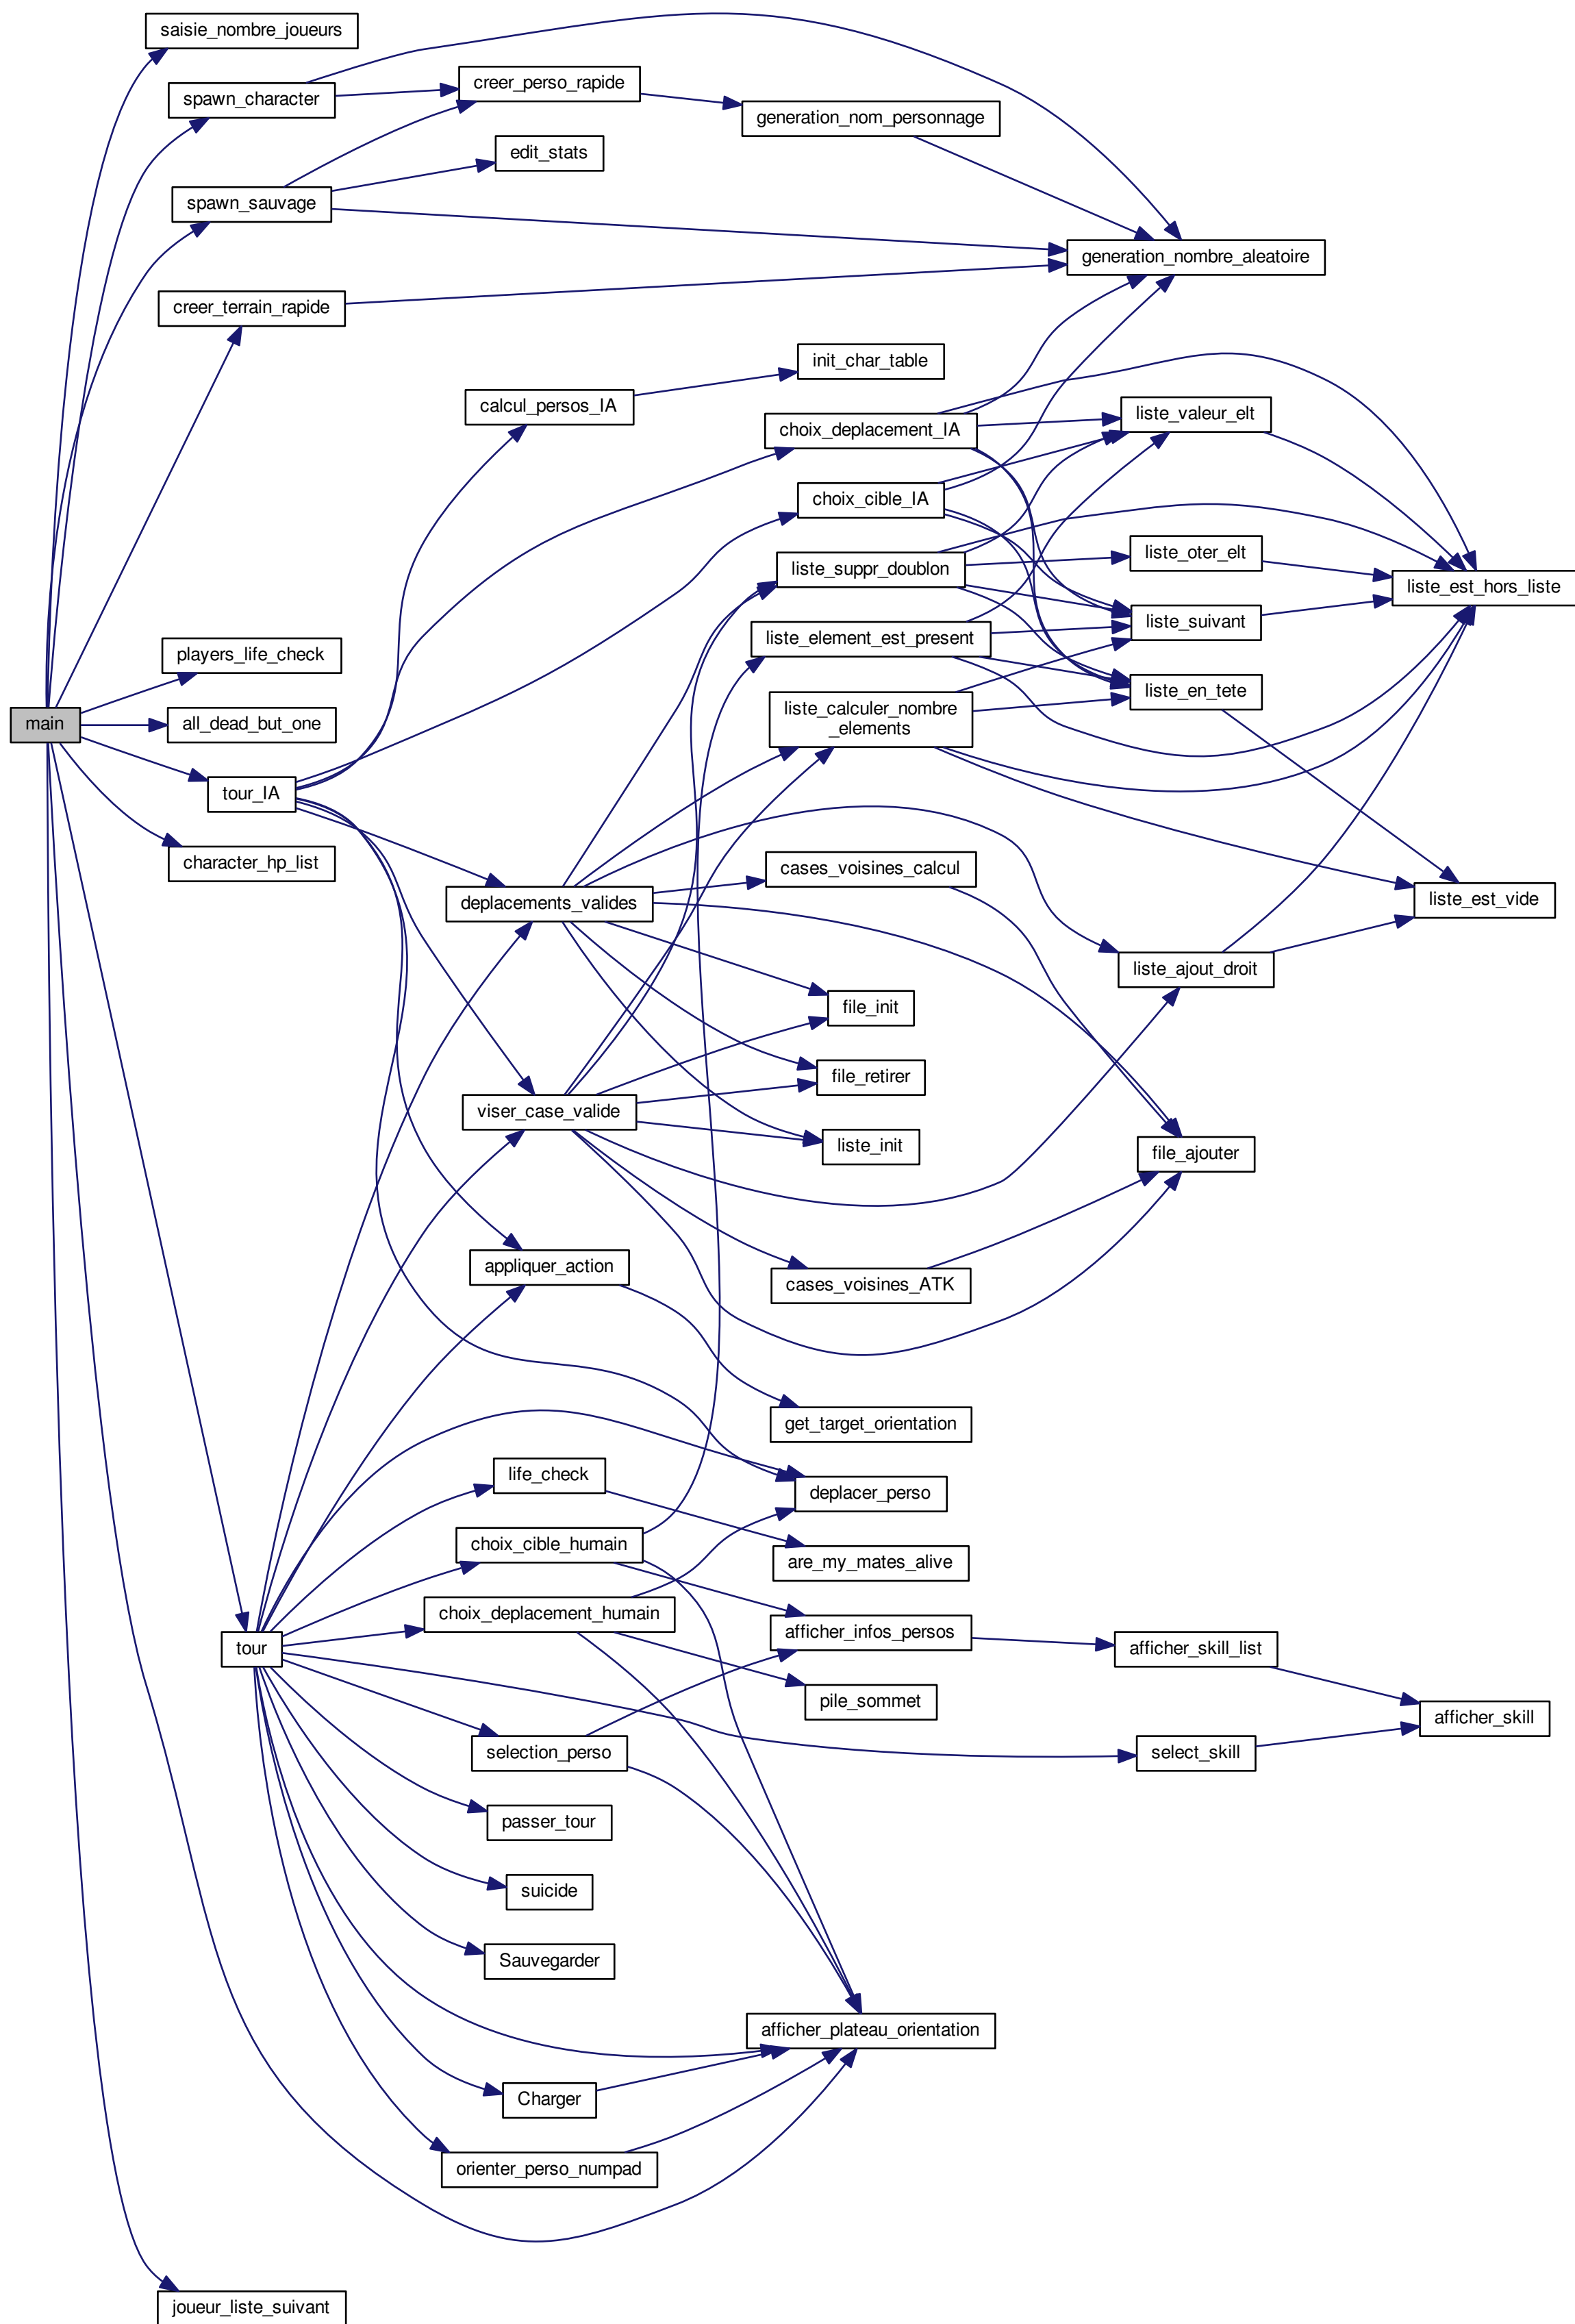 saisie_nombre_joueurs
spawn_character
creer_perso_rapide
generation_nom_personnage
edit_stats
spawn_sauvage
generation_nombre_aleatoire
creer_terrain_rapide
init_char_table
calcul_persos_IA
liste_valeur_elt
choix_deplacement_IA
choix_cible_IA
liste_oter_elt
liste_suppr_doublon
liste_est_hors_liste
liste_suivant
liste_element_est_present
players_life_check
liste_en_tete
liste_calculer_nombre
_elements
main
all_dead_but_one
tour_IA
character_hp_list
cases_voisines_calcul
deplacements_valides
liste_est_vide
liste_ajout_droit
file_init
file_retirer
viser_case_valide
liste_init
file_ajouter
appliquer_action
cases_voisines_ATK
get_target_orientation
life_check
deplacer_perso
choix_cible_humain
are_my_mates_alive
choix_deplacement_humain
afficher_infos_persos
tour
afficher_skill_list
pile_sommet
afficher_skill
selection_perso
select_skill
passer_tour
suicide
Sauvegarder
afficher_plateau_orientation
Charger
orienter_perso_numpad
joueur_liste_suivant